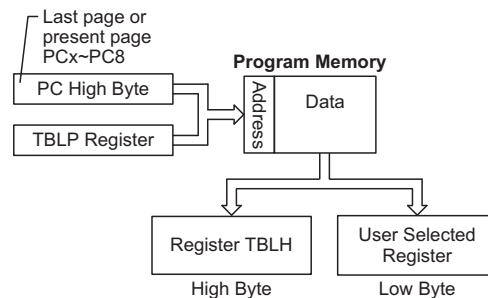 Last page or
present page
PCx~PC8
Program Memory
PC High Byte
TBLP Register
Address
Data
Register TBLH
User Selected
Register
High Byte
Low Byte